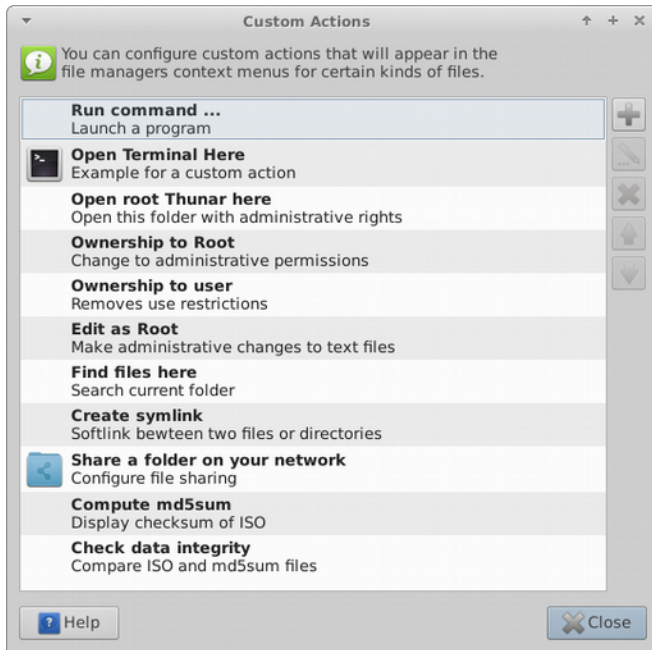 Custom Actions
You can configure custom actions that will appear in the
file managers context menus for certain kinds of files.
Run command ...
Launch a program
Open Terminal Here
Example for a custom action
Open root Thunar here
Open this folder with administrative rights
Ownership to Root
Change to administrative permissions
Ownership to user
Removes use restrictions
Edit as Root
Make administrative changes to text files
Find files here
Search current folder
Create symlink
Softlink bewteen two files or directories
Share a folder on your network
Configure file sharing
Compute md5sum
Display checksum of ISO
Check data integrity
Compare ISO and md5sum files
Help
Close